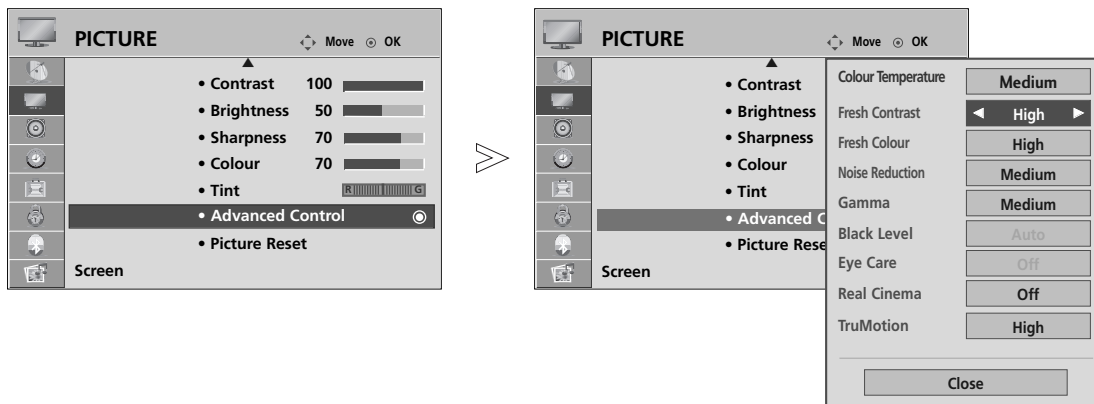 PICTURE
Move OK
• Contrast 100
• Brightness 50
• Sharpness 70
• Colour 70
• Tint R G
• Advanced Control
• Picture Reset
Screen
PICTURE
Move OK
• Contrast
• Brightness
• Sharpness
• Colour
• Tint
• Advanced C
• Picture Rese
Screen
Colour Temperature Medium
Fresh Contrast High
Fresh Colour High
Noise Reduction Medium
Gamma Medium
Black Level Auto
Eye Care Off
Real Cinema Off
TruMotion High
Close